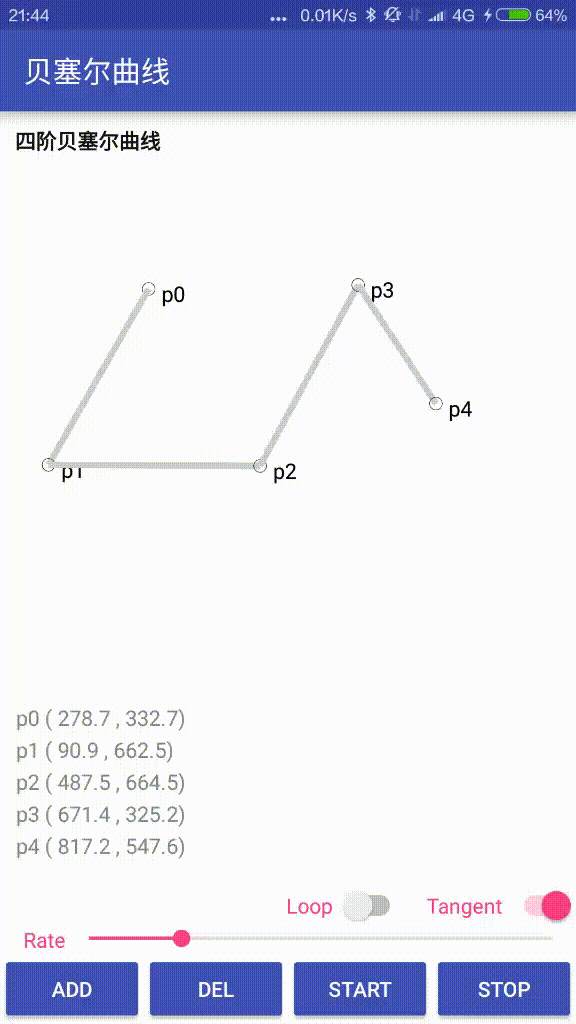 21:44 ... 0.01K/s 4G 64%
贝塞尔曲线
四阶贝塞尔曲线
p0
p3
p4
p1
p2
p0 ( 278.7 , 332.7)
p1 ( 90.9 , 662.5)
p2 ( 487.5 , 664.5)
p3 ( 671.4 , 325.2)
p4 ( 817.2 , 547.6)
Loop Tangent
Rate
ADD DEL START STOP